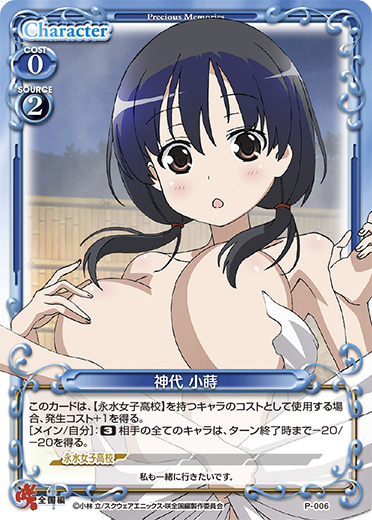 Precious Memories
Character
COST
0
SOURCE
2
神代 小蒔
このカードは、【永水女子高校】を持つキャラのコストとして使用する場
合、発生コスト+1を得る。
[メイン/自分]: 3 相手の全てのキャラは、ターン終了時まで-20/
-20を得る。
永水女子高校
私も一緒に行きたいです。
咲 全国編
©小林 立/スクウェアエニックス・咲全国編製作委員会
P-006